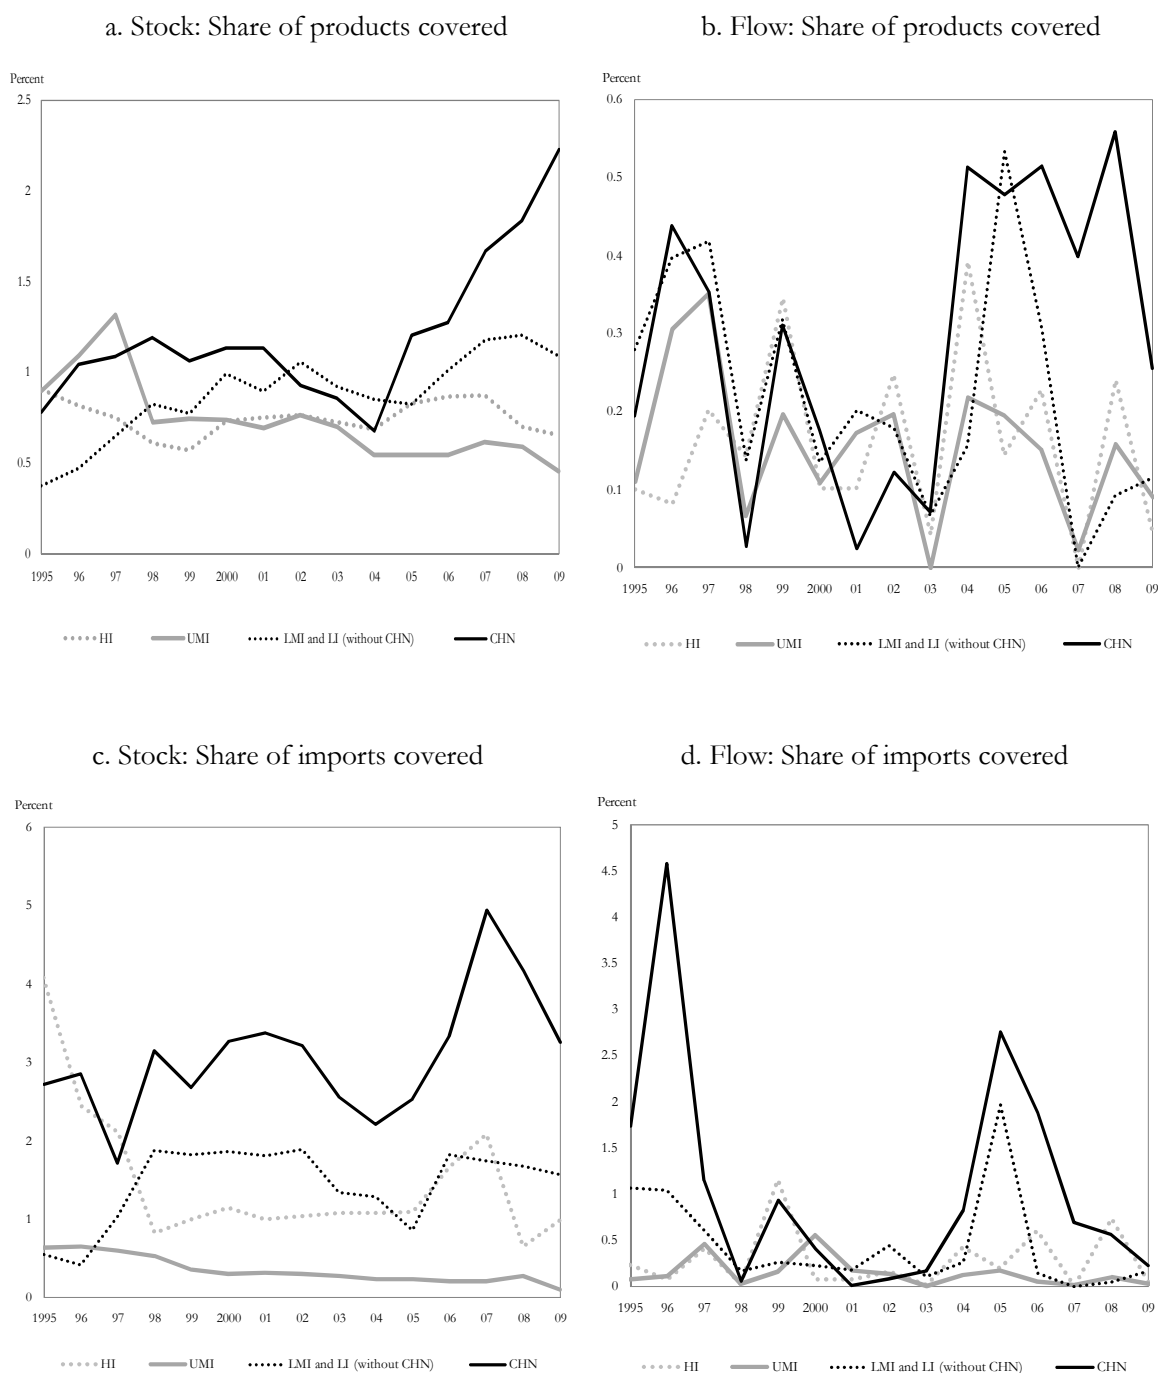 a. Stock: Share of products covered
Percent
2.5
2
1.5
1
0.5
0
1995 96 97 98 99 2000 01 02 03 04 05 06 07 08 09
HI UMI LMI and LI (without CHN) CHN
b. Flow: Share of products covered
Percent
0.6
0.5
0.4
0.3
0.2
0.1
0
1995 96 97 98 99 2000 01 02 03 04 05 06 07 08 09
HI UMI LMI and LI (without CHN) CHN
c. Stock: Share of imports covered
Percent
6
5
4
3
2
1
0
1995 96 97 98 99 2000 01 02 03 04 05 06 07 08 09
HI UMI LMI and LI (without CHN) CHN
d. Flow: Share of imports covered
Percent
5
4.5
4
3.5
3
2.5
2
1.5
1
0.5
0
1995 96 97 98 99 2000 01 02 03 04 05 06 07 08 09
HI UMI LMI and LI (without CHN) CHN